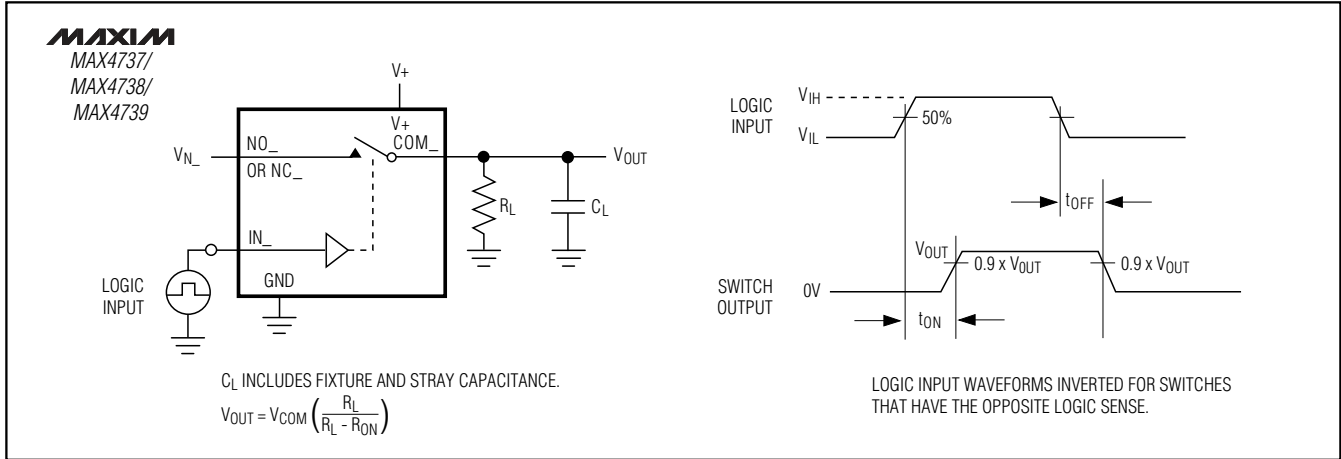 MAXIM
MAX4737/
MAX4738/
MAX4739
V+
V+
V_N_
NO_
OR NC_
COM_
V_OUT
R_L
C_L
IN_
GND
LOGIC
INPUT
C_L INCLUDES FIXTURE AND STRAY CAPACITANCE.
V_OUT = V_COM (R_L / R_L - R_ON)
LOGIC
INPUT
V_IH
V_IL
50%
t_OFF
SWITCH
OUTPUT
V_OUT
0V
0.9 x V_OUT
0.9 x V_OUT
t_ON
LOGIC INPUT WAVEFORMS INVERTED FOR SWITCHES
THAT HAVE THE OPPOSITE LOGIC SENSE.